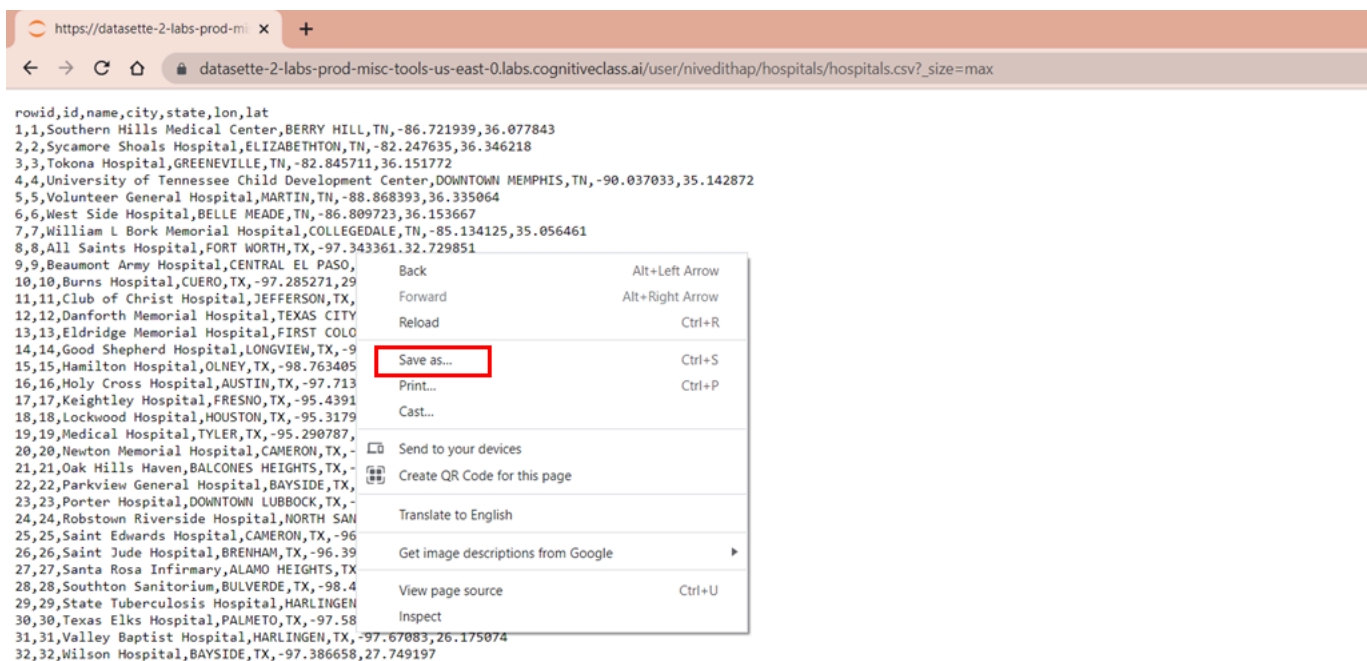 https://datasette-2-labs-prod-mi
datasette-2-labs-prod-misc-tools-us-east-0.labs.cognitiveclass.ai/user/nivedithap/hospitals/hospitals.csv?_size=max
rowid,id,name,city,state,lon,lat
1,1,Southern Hills Medical Center,BERRY HILL,TN,-86.721939,36.077843
2,2,Sycamore Shoals Hospital,ELIZABETHTON,TN,-82.247635,36.346218
3,3,Tokona Hospital,GREENEVILLE,TN,-82.845711,36.151772
4,4,University of Tennessee Child Development Center,DOWNTOWN MEMPHIS,TN,-90.037033,35.142872
5,5,Volunteer General Hospital,MARTIN,TN,-88.868393,36.335064
6,6,West Side Hospital,BELLE MEADE,TN,-86.809723,36.153667
7,7,William L Bork Memorial Hospital,COLLEGEDALE,TN,-85.134125,35.056461
8,8,All Saints Hospital,FORT WORTH,TX,-97.343361,32.729851
9,9,Beaumont Army Hospital,CENTRAL EL PASO,
10,10,Burns Hospital,CUERO,TX,-97.285271,29
11,11,Club of Christ Hospital,JEFFERSON,TX,
12,12,Danforth Memorial Hospital,TEXAS CITY
13,13,Eldridge Memorial Hospital,FIRST COLO
14,14,Good Shepherd Hospital,LONGVIEW,TX,-9
15,15,Hamilton Hospital,OLNEY,TX,-98.763405
16,16,Holy Cross Hospital,AUSTIN,TX,-97.713
17,17,Keightley Hospital,FRESNO,TX,-95.4391
18,18,Lockwood Hospital,HOUSTON,TX,-95.3179
19,19,Medical Hospital,TYLER,TX,-95.290787,
20,20,Newton Memorial Hospital,CAMERON,TX,-
21,21,Oak Hills Haven,BALCONES HEIGHTS,TX,-
22,22,Parkview General Hospital,BAYSIDE,TX,
23,23,Porter Hospital,DOWNTOWN LUBBOCK,TX,-
24,24,Robstown Riverside Hospital,NORTH SAN
25,25,Saint Edwards Hospital,CAMERON,TX,-96
26,26,Saint Jude Hospital,BRENHAM,TX,-96.39
27,27,Santa Rosa Infirmary,ALAMO HEIGHTS,TX
28,28,Southton Sanitorium,BULVERDE,TX,-98.4
29,29,State Tuberculosis Hospital,HARLINGEN
30,30,Texas Elks Hospital,PALMETO,TX,-97.58
31,31,Valley Baptist Hospital,HARLINGEN,TX,-97.67083,26.175074
32,32,Wilson Hospital,BAYSIDE,TX,-97.386658,27.749197
Back Alt+Left Arrow
Forward Alt+Right Arrow
Reload Ctrl+R
Save as... Ctrl+S
Print... Ctrl+P
Cast...
Send to your devices
Create QR Code for this page
Translate to English
Get image descriptions from Google
View page source Ctrl+U
Inspect